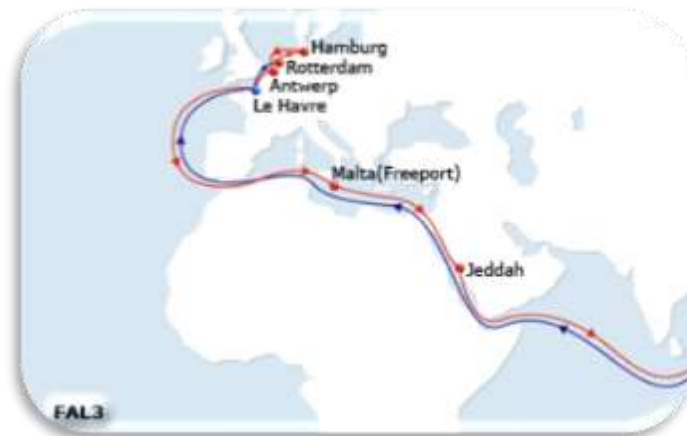 Hamburg
Rotterdam
Antwerp
Le Havre
Malta(Freeport)
Jeddah
FAL3